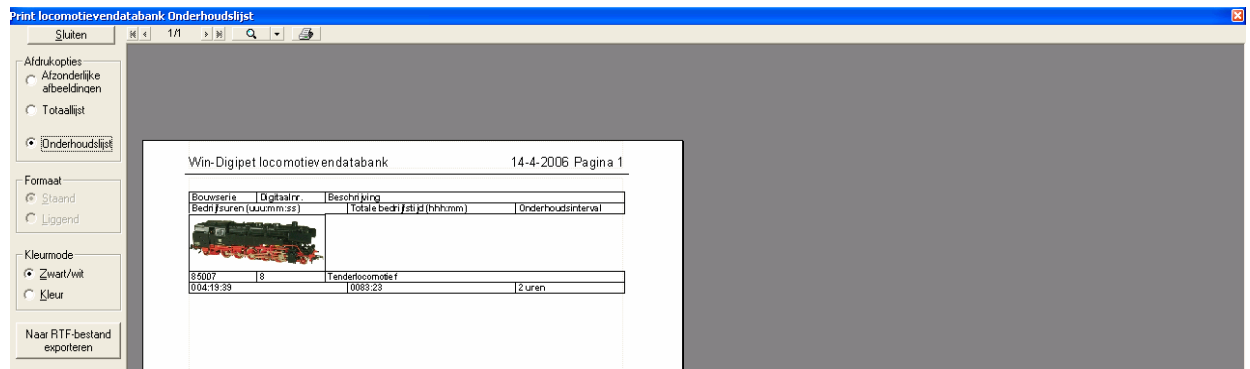 Print locomotievendatabank Onderhoudslijst
Sluiten
1/1
Afdrukopties
Afzonderlijke
afbeeldingen
Totaallijst
Onderhoudslijst
Formaat
Staand
Liggend
Kleurmode
Zwart/wit
Kleur
Naar RTF-bestand
exporteren
Win-Digipet locomotievendatabank 14-4-2006 Pagina 1
Bouwserie Digitaalnr. Beschrijving
Bedrijfsuren (uuu:mm:ss) Totale bedrijfstijd (hhh:mm) Onderhoudsinterval
85007 8 Tenderlocomotief
004:19:39 0083:23 2 uren